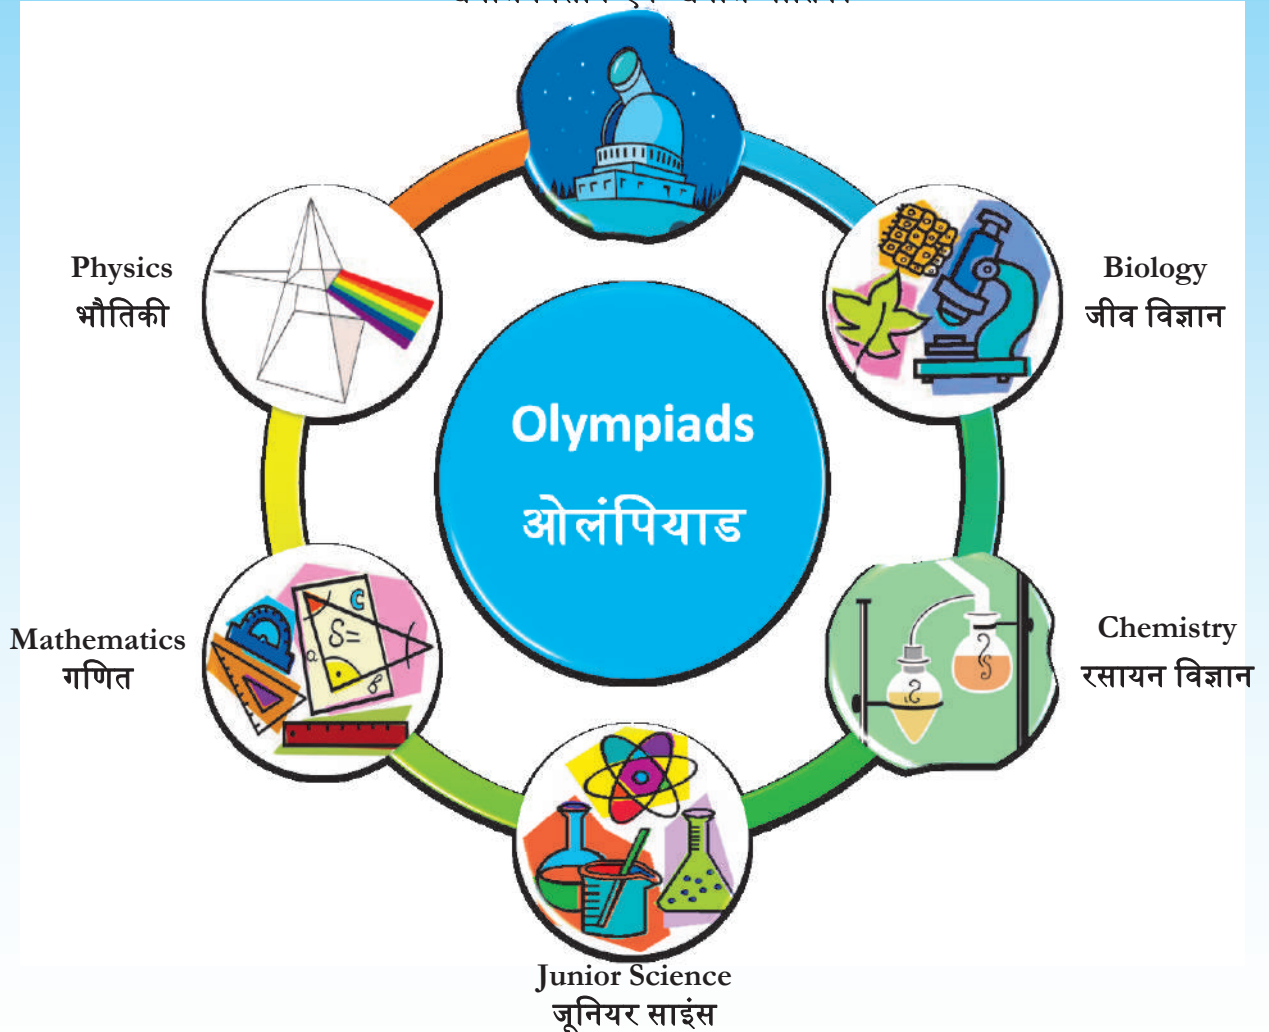 Physics
भौतिकी
Biology
जीव विज्ञान
Olympiads
ओलंपियाड
Mathematics
गणित
C
S=
a
b
Chemistry
रसायन विज्ञान
Junior Science
जूनियर साइंस